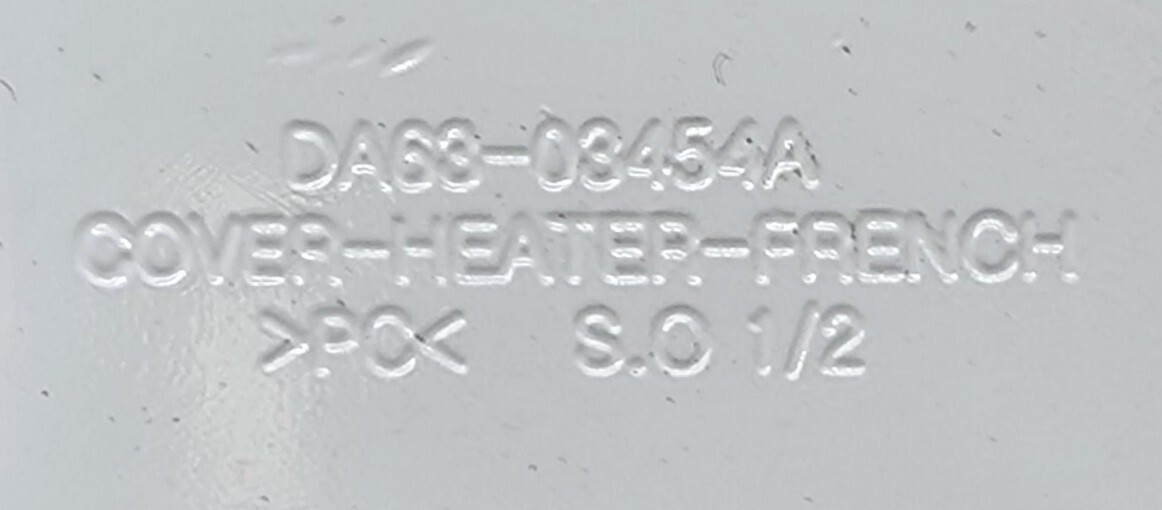 DA63-03454A
COVER-HEATER-FRENCH
>PC< S.O 1/2